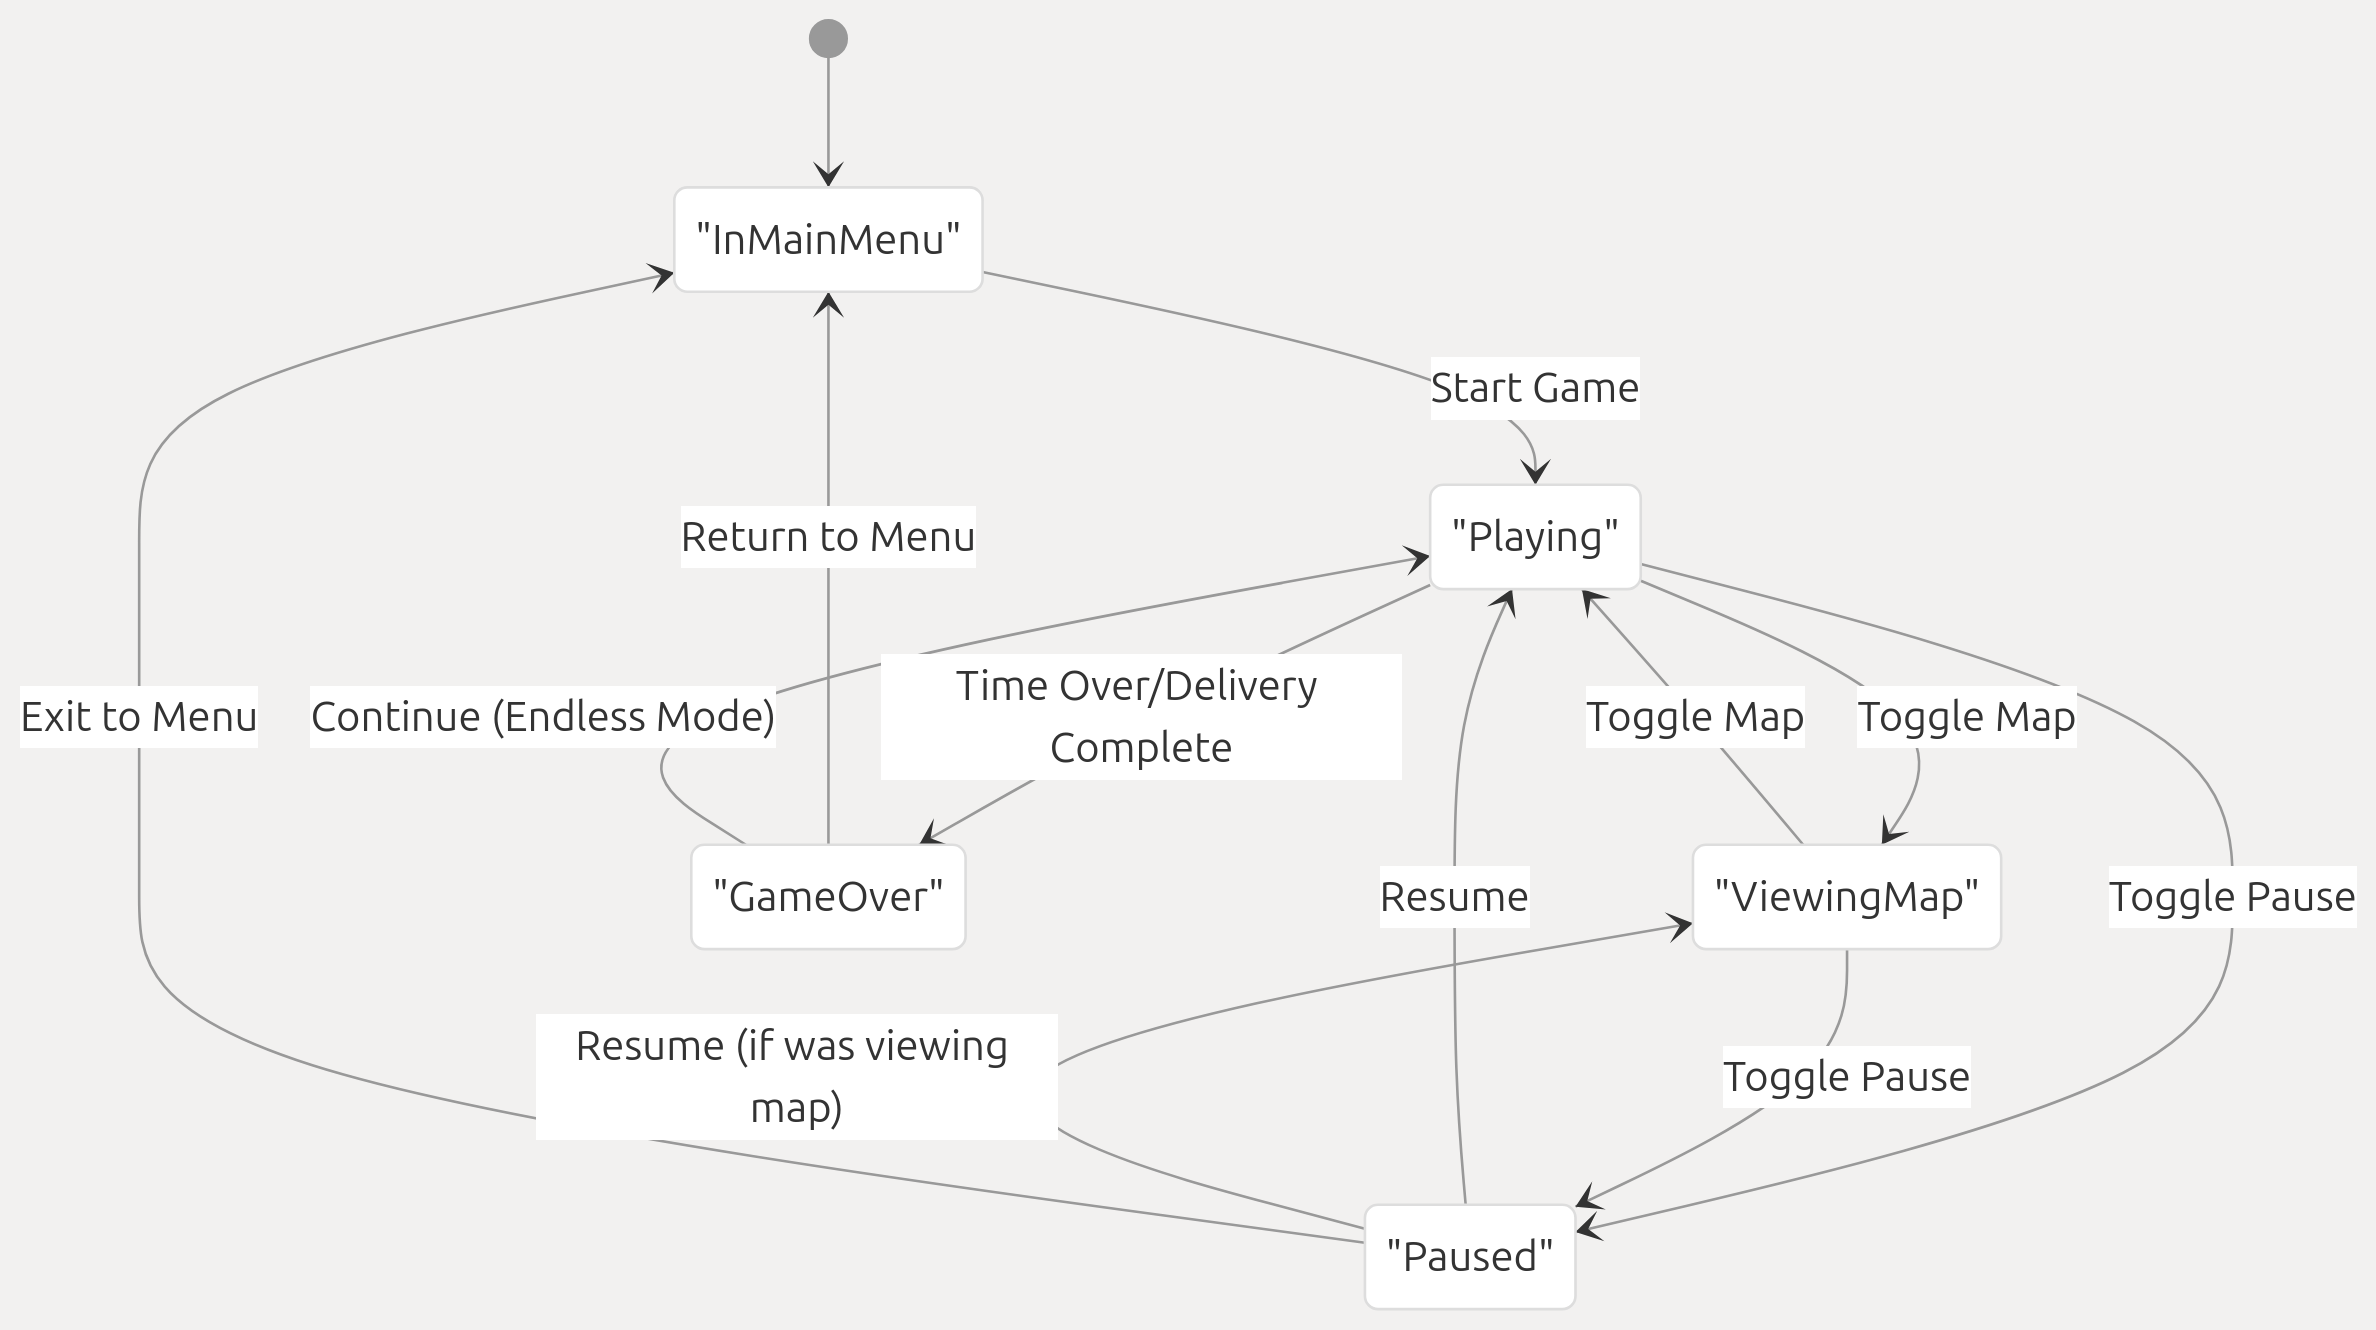 "InMainMenu"
Start Game
Return to Menu
"Playing"
Exit to Menu
Continue (Endless Mode)
Time Over/Delivery
Complete
Toggle Map
Toggle Map
"GameOver"
Resume
"ViewingMap"
Toggle Pause
Resume (if was viewing
map)
Toggle Pause
"Paused"